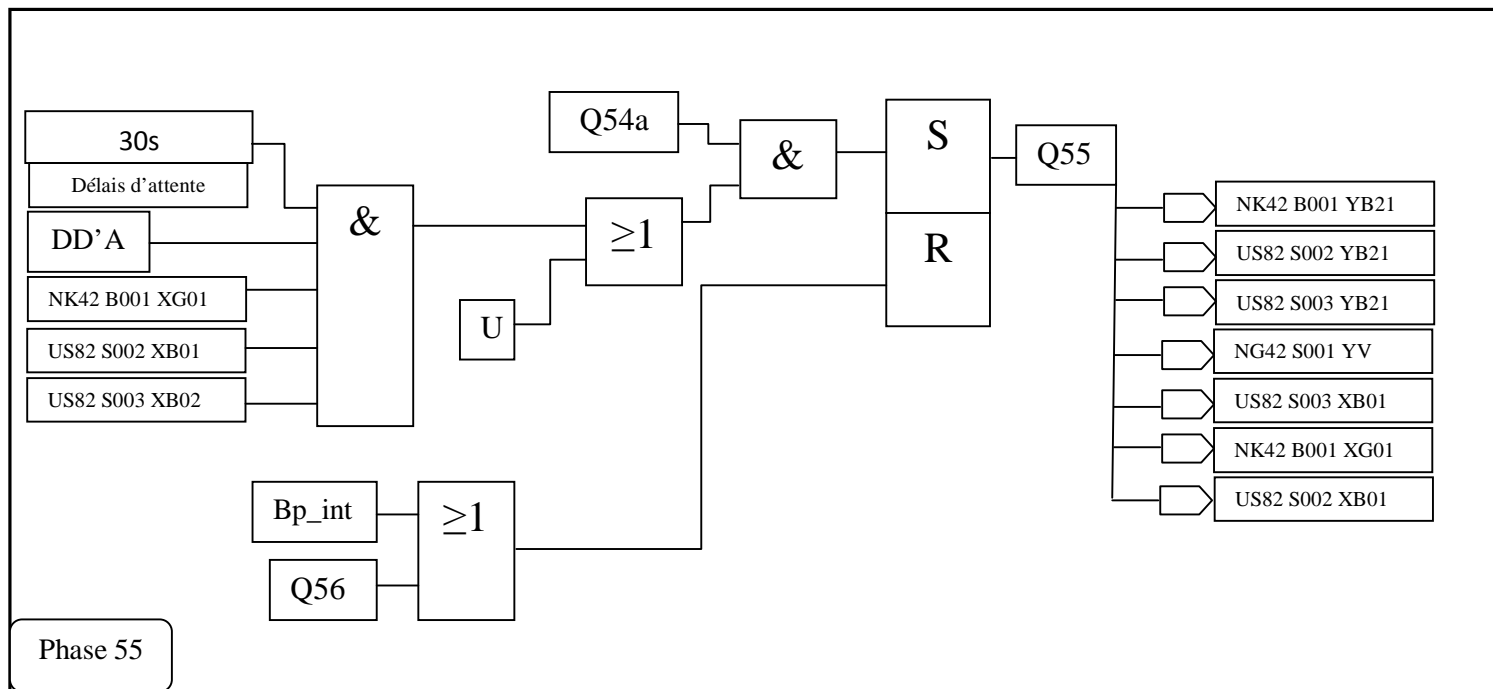 30s
Délais d’attente
DD’A
NK42 B001 XG01
US82 S002 XB01
US82 S003 XB02
&
Q54a
&
≥1
U
S
R
Q55
NK42 B001 YB21
US82 S002 YB21
US82 S003 YB21
NG42 S001 YV
US82 S003 XB01
NK42 B001 XG01
US82 S002 XB01
Bp_int
Q56
≥1
Phase 55